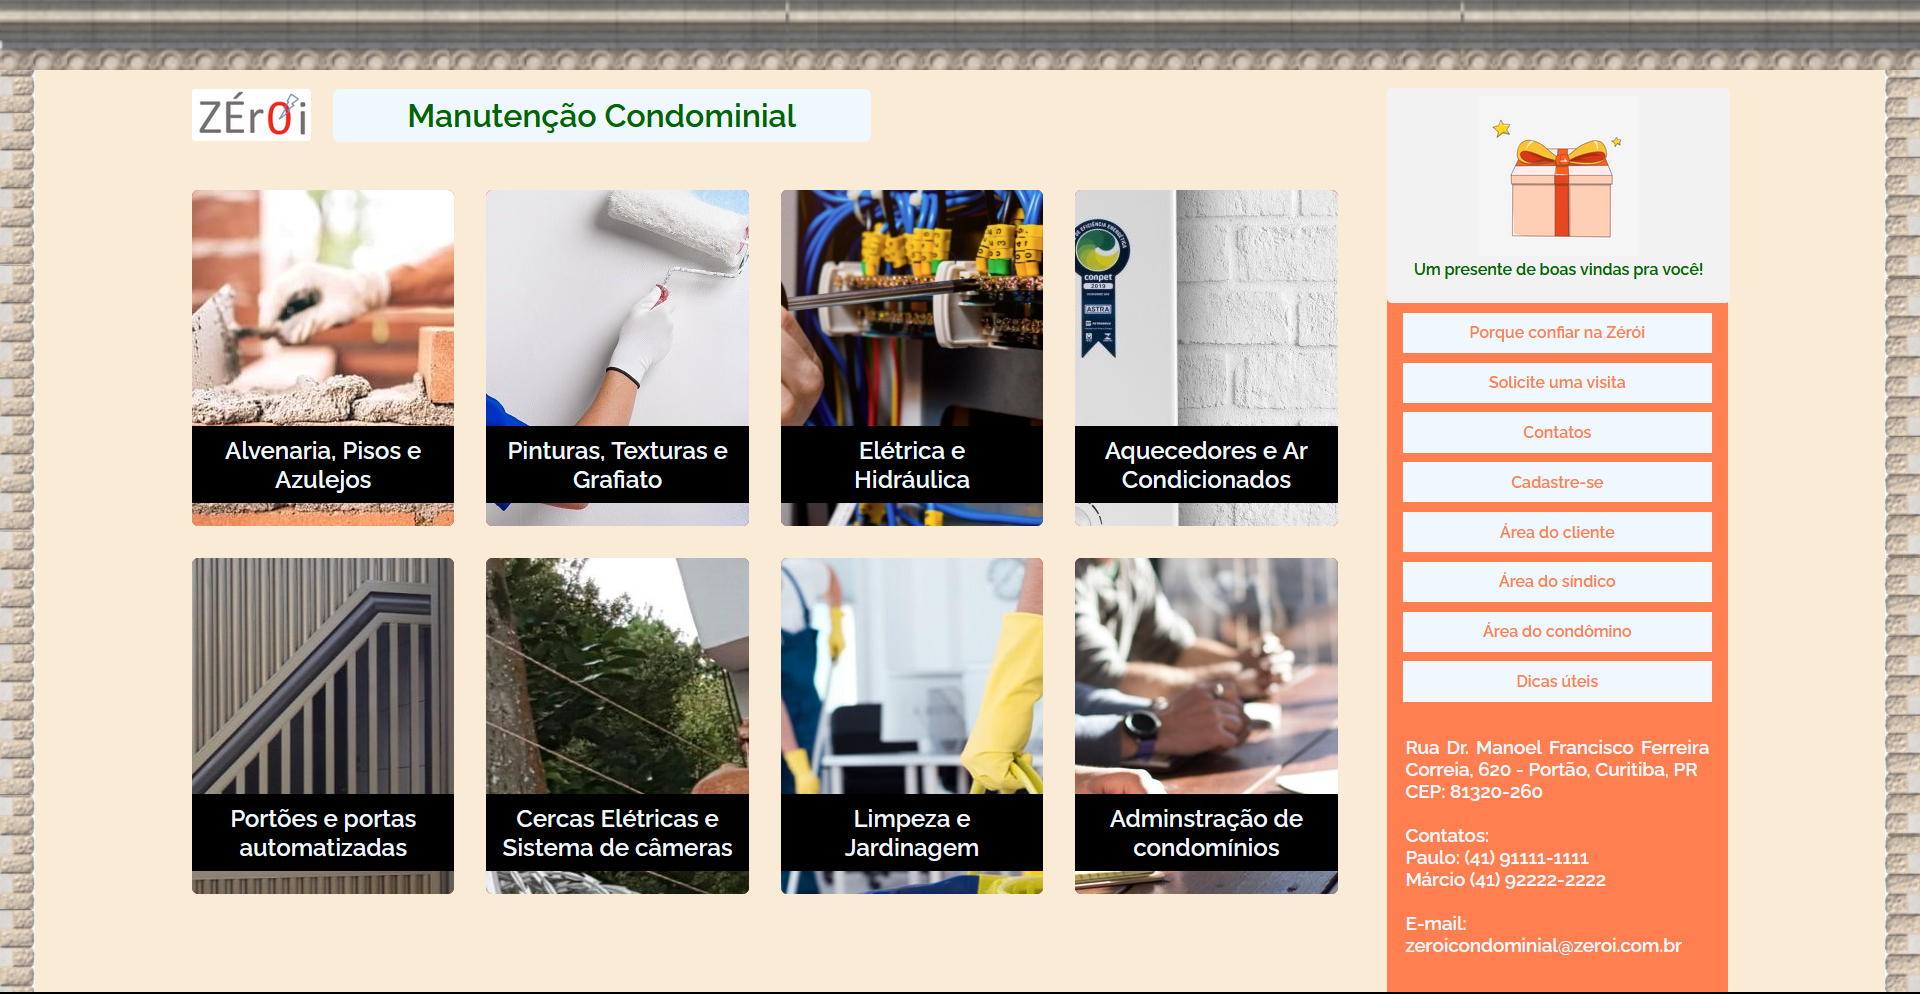 ZÉr0i
Manutenção Condominial
Alvenaria, Pisos e
Azulejos
Pinturas, Texturas e
Grafiato
Elétrica e
Hidráulica
conpet
2019
ASTRA
Aquecedores e Ar
Condicionados
Portões e portas
automatizadas
Cercas Elétricas e
Sistema de câmeras
Limpeza e
Jardinagem
Adminstração de
condomínios
Um presente de boas vindas pra você!
Porque confiar na Zérói
Solicite uma visita
Contatos
Cadastre-se
Área do cliente
Área do síndico
Área do condômino
Dicas úteis
Rua Dr. Manoel Francisco Ferreira
Correia, 620 - Portão, Curitiba, PR
CEP: 81320-260
Contatos:
Paulo: (41) 91111-1111
Márcio (41) 92222-2222
E-mail:
zeroicondominial@zeroi.com.br